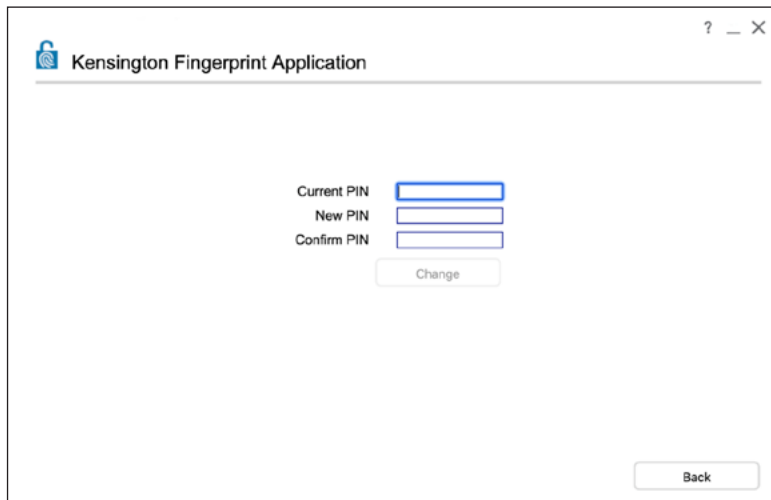 ?
Kensington Fingerprint Application
Current PIN
New PIN
Confirm PIN
Change
Back